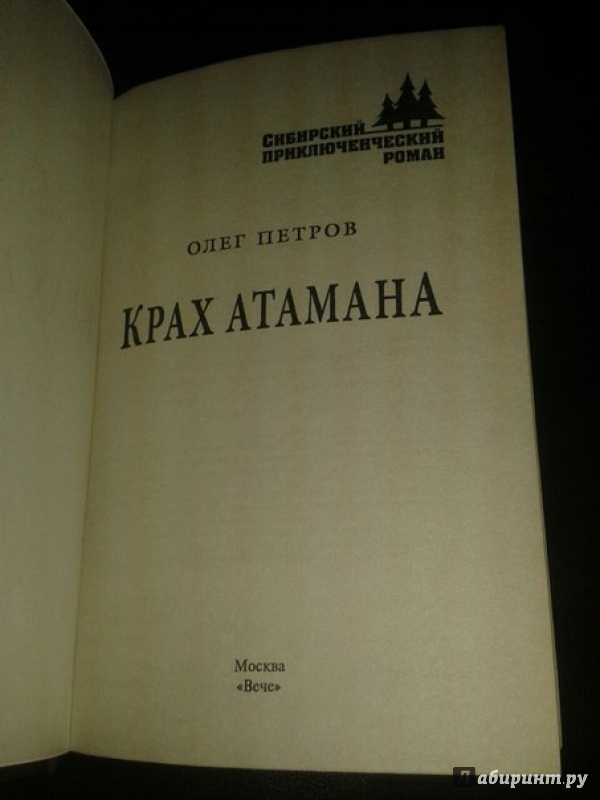 Сибирский
приключенческий
роман
ОЛЕГ ПЕТРОВ
КРАХ АТАМАНА
Москва
«Вече»
Лабиринт.ру